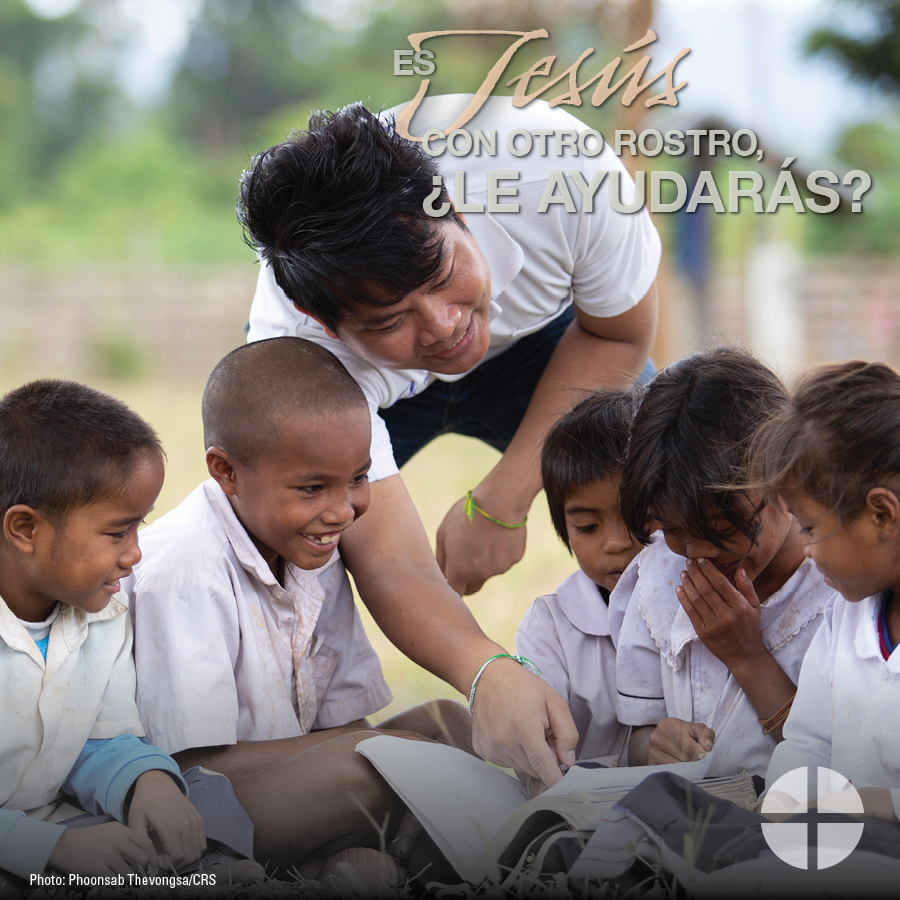 ES Jesús
CON OTRO ROSTRO,
¿LE AYUDARÁS?
Photo: Phoonsab Thevongsa/CRS